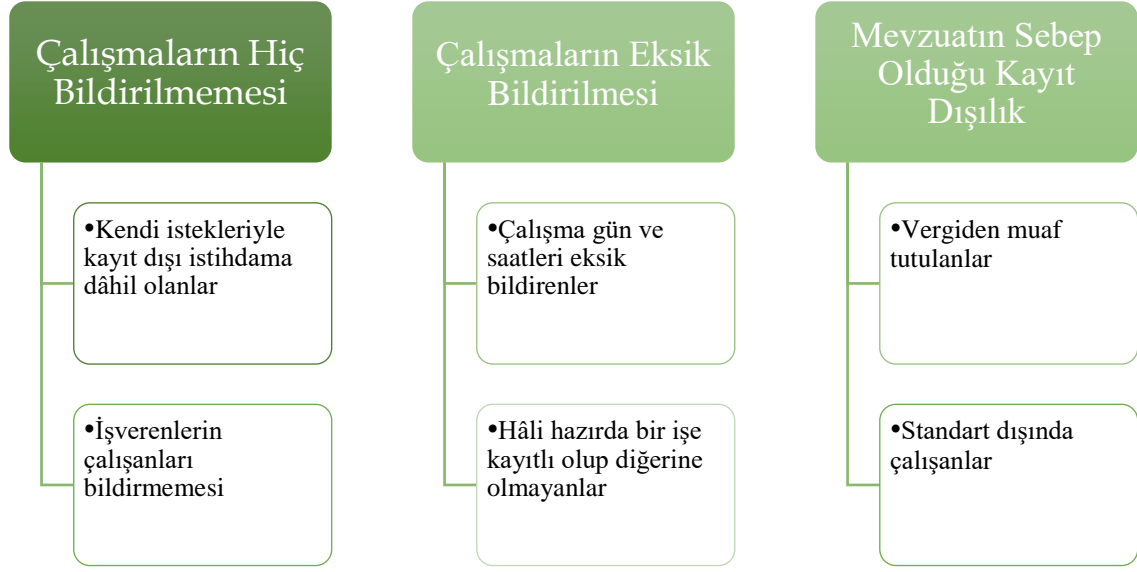 Çalışmaların Hiç
Bildirilmemesi
•Kendi istekleriyle
kayıt dışı istihdama
dâhil olanlar
•İşverenlerin
çalışanları
bildirmemesi
Çalışmaların Eksik
Bildirilmesi
•Çalışma gün ve
saatleri eksik
bildirenler
•Hâli hazırda bir işe
kayıtlı olup diğerine
olmayanlar
Mevzuatın Sebep
Olduğu Kayıt
Dışılık
•Vergiden muaf
tutulanlar
•Standart dışında
çalışanlar